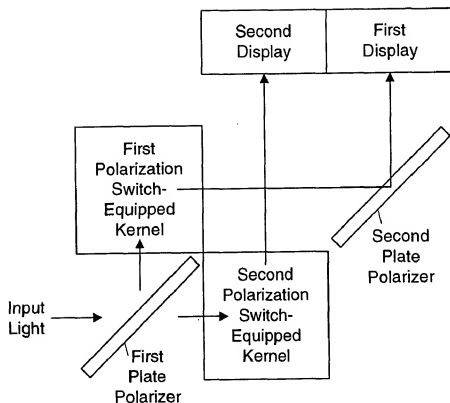 Second
Display
First
Display
First
Polarization
Switch-
Equipped
Kernel
Second
Plate
Polarizer
Second
Polarization
Switch-
Equipped
Kernel
Input
Light
First
Plate
Polarizer